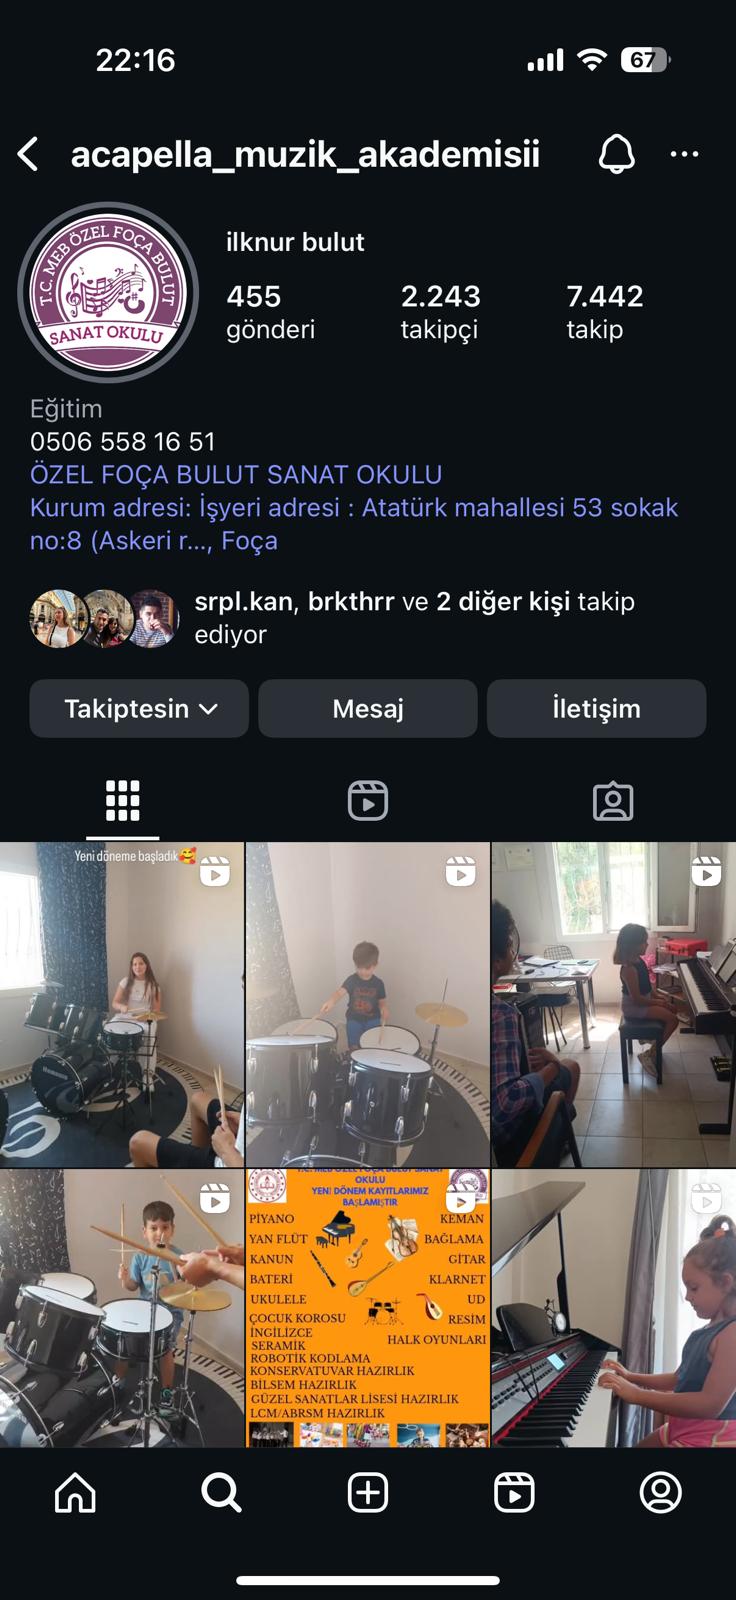 22:16
67
acapella_muzik_akademisii
T.C. MEB ÖZEL FOÇA BULUT
SANAT OKULU
ilknur bulut
455 2.243 7.442
gönderi takipçi takip
Eğitim
0506 558 16 51
ÖZEL FOÇA BULUT SANAT OKULU
Kurum adresi: İşyeri adresi : Atatürk mahallesi 53 sokak
no:8 (Askeri r..., Foça
srpl.kan, brkthrr ve 2 diğer kişi takip
ediyor
Takiptesin Mesaj İletişim
Yeni döneme başladık
T.C. MEB ÖZEL FOÇA BULUT SANAT
OKULU
YENİ DÖNEM KAYITLARIMIZ
BAŞLAMIŞTIR
PİYANO KEMAN
YAN FLÜT BAĞLAMA
KANUN GİTAR
BATERİ KLARNET
UKULELE UD
ÇOCUK KOROSU RESİM
İNGİLİZCE HALK OYUNLARI
SERAMİK
ROBOTİK KODLAMA
KONSERVATUVAR HAZIRLIK
BİLSEM HAZIRLIK
GÜZEL SANATLAR LİSESİ HAZIRLIK
LCM/ABRSM HAZIRLIK